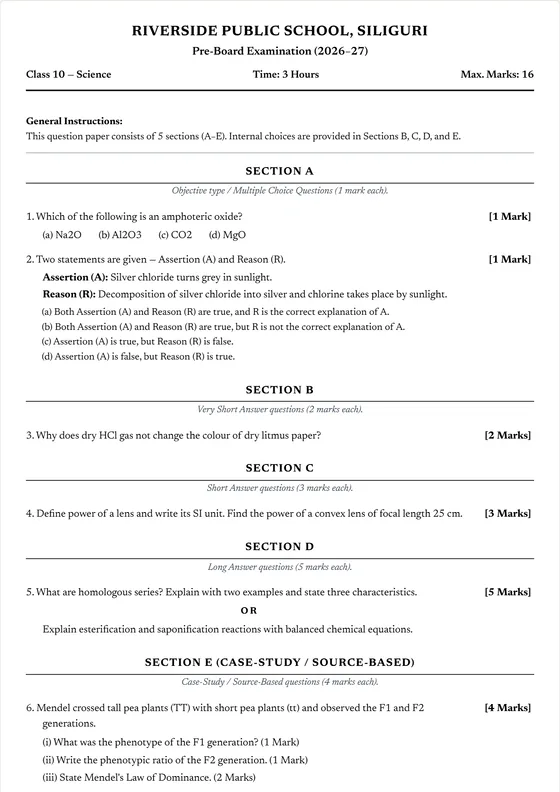 RIVERSIDE PUBLIC SCHOOL, SILIGURI
Pre-Board Examination (2026–27)
Class 10 – Science Time: 3 Hours Max. Marks: 16
General Instructions:
This question paper consists of 5 sections (A–E). Internal choices are provided in Sections B, C, D, and E.
SECTION A
Objective type / Multiple Choice Questions (1 mark each).
1. Which of the following is an amphoteric oxide? [1 Mark]
(a) Na2O (b) Al2O3 (c) CO2 (d) MgO
2. Two statements are given – Assertion (A) and Reason (R). [1 Mark]
Assertion (A): Silver chloride turns grey in sunlight.
Reason (R): Decomposition of silver chloride into silver and chlorine takes place by sunlight.
(a) Both Assertion (A) and Reason (R) are true, and R is the correct explanation of A.
(b) Both Assertion (A) and Reason (R) are true, but R is not the correct explanation of A.
(c) Assertion (A) is true, but Reason (R) is false.
(d) Assertion (A) is false, but Reason (R) is true.
SECTION B
Very Short Answer questions (2 marks each).
3. Why does dry HCl gas not change the colour of dry litmus paper? [2 Marks]
SECTION C
Short Answer questions (3 marks each).
4. Define power of a lens and write its SI unit. Find the power of a convex lens of focal length 25 cm. [3 Marks]
SECTION D
Long Answer questions (5 marks each).
5. What are homologous series? Explain with two examples and state three characteristics. [5 Marks]
OR
Explain esterification and saponification reactions with balanced chemical equations.
SECTION E (CASE-STUDY / SOURCE-BASED)
Case-Study / Source-Based questions (4 marks each).
6. Mendel crossed tall pea plants (TT) with short pea plants (tt) and observed the F1 and F2 [4 Marks]
generations.
(i) What was the phenotype of the F1 generation? (1 Mark)
(ii) Write the phenotypic ratio of the F2 generation. (1 Mark)
(iii) State Mendel's Law of Dominance. (2 Marks)